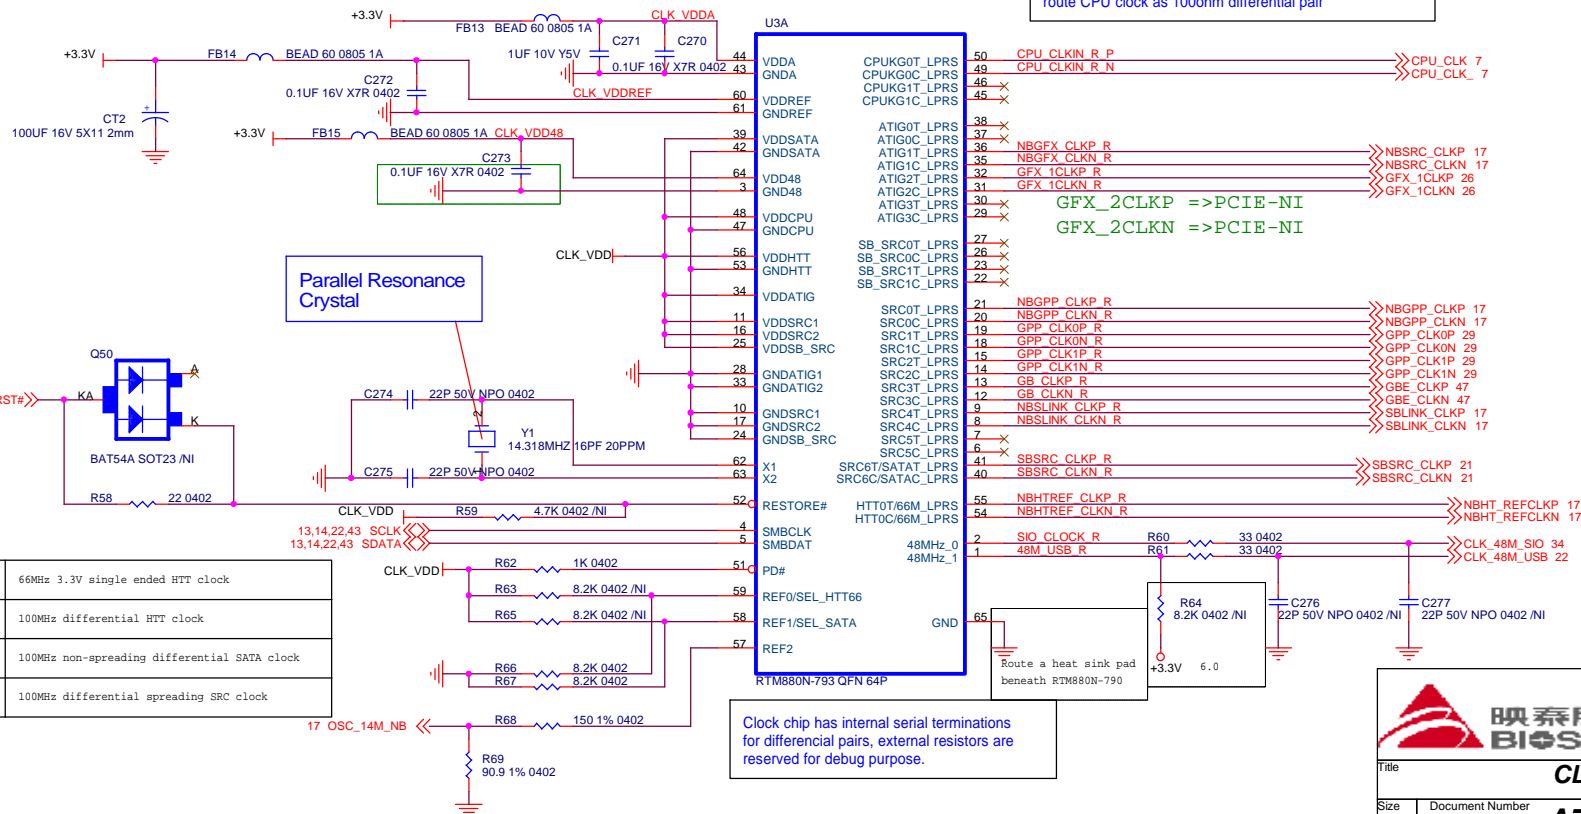 route CPU clock as 100ohm differential pair
+3.3V
FB13 BEAD 60 0805 1A
CLK_VDDA
U3A
+3.3V
FB14 BEAD 60 0805 1A
C271
1UF 10V Y5V
C270
0.1UF 16V X7R 0402
C272
0.1UF 16V X7R 0402
CLK_VDDREF
CT2
100UF 16V 5X11 2mm
+3.3V
FB15 BEAD 60 0805 1A CLK_VDD48
C273
0.1UF 16V X7R 0402
CLK_VDD
Parallel Resonance
Crystal
44 VDDA
43 GNDA
60 VDDREF
61 GNDREF
39 VDDSATA
42 GNDSATA
64 VDD48
3 GND48
48 VDDCPU
47 GNDCPU
56 VDDHTT
53 GNDHTT
34 VDDATIG
11 VDDSRC1
16 VDDSRC2
25 VDDSB_SRC
28 GNDATIG1
33 GNDATIG2
10 GNDSRC1
17 GNDSRC2
24 GNDSB_SRC
62 X1
63 X2
52 RESTORE#
4 SMBCLK
5 SMBDAT
51 PD#
59 REF0/SEL_HTT66
58 REF1/SEL_SATA
57 REF2
CPUKG0T_LPRS 50 CPU_CLKIN_R_P CPU_CLK 7
CPUKG0C_LPRS 49 CPU_CLKIN_R_N CPU_CLK_ 7
CPUKG1T_LPRS 46
CPUKG1C_LPRS 45
ATIG0T_LPRS 38
ATIG0C_LPRS 37
ATIG1T_LPRS 36 NBGFX_CLKP_R NBSRC_CLKP 17
ATIG1C_LPRS 35 NBGFX_CLKN_R NBSRC_CLKN 17
ATIG2T_LPRS 32 GFX_1CLKP_R GFX_1CLKP 26
ATIG2C_LPRS 31 GFX_1CLKN_R GFX_1CLKN 26
ATIG3T_LPRS 30
ATIG3C_LPRS 29
GFX_2CLKP =>PCIE-NI
GFX_2CLKN =>PCIE-NI
SB_SRC0T_LPRS 27
SB_SRC0C_LPRS 26
SB_SRC1T_LPRS 23
SB_SRC1C_LPRS 22
SRC0T_LPRS 21 NBGPP_CLKP_R NBGPP_CLKP 17
SRC0C_LPRS 20 NBGPP_CLKN_R NBGPP_CLKN 17
SRC1T_LPRS 19 GPP_CLK0P_R GPP_CLK0P 29
SRC1C_LPRS 18 GPP_CLK0N_R GPP_CLK0N 29
SRC2T_LPRS 15 GPP_CLK1P_R GPP_CLK1P 29
SRC2C_LPRS 14 GPP_CLK1N_R GPP_CLK1N 29
SRC3T_LPRS 13 GB_CLKP_R GBE_CLKP 47
SRC3C_LPRS 12 GB_CLKN_R GBE_CLKN 47
SRC4T_LPRS 9 NBSLINK_CLKP_R SBLINK_CLKP 17
SRC4C_LPRS 8 NBSLINK_CLKN_R SBLINK_CLKN 17
SRC5T_LPRS 7
SRC5C_LPRS 6
SRC6T/SATAT_LPRS 41 SBSRC_CLKP_R SBSRC_CLKP 21
SRC6C/SATAC_LPRS 40 SBSRC_CLKN_R SBSRC_CLKN 21
HTT0T/66M_LPRS 55 NBHTREF_CLKP_R NBHT_REFCLKP 17
HTT0C/66M_LPRS 54 NBHTREF_CLKN_R NBHT_REFCLKN 17
48MHz_0 2 SIO_CLOCK_R R60 33 0402 CLK_48M_SIO 34
48MHz_1 1 48M_USB_R R61 33 0402 CLK_48M_USB 22
GND 65
RTM880N-793 QFN 64P
Q50
A
KA
K
RST#
BAT54A SOT23 /NI
R58 22 0402
C274 22P 50V NPO 0402
2
Y1
14.318MHZ 16PF 20PPM
1
C275 22P 50V NPO 0402
CLK_VDD R59 4.7K 0402 /NI
13,14,22,43 SCLK
13,14,22,43 SDATA
CLK_VDD R62 1K 0402
R63 8.2K 0402 /NI
R65 8.2K 0402 /NI
R66 8.2K 0402
R67 8.2K 0402
17 OSC_14M_NB R68 150 1% 0402
R69
90.9 1% 0402
66MHz 3.3V single ended HTT clock
100MHz differential HTT clock
100MHz non-spreading differential SATA clock
100MHz differential spreading SRC clock
R64
8.2K 0402 /NI
+3.3V 6.0
C276
22P 50V NPO 0402 /NI
C277
22P 50V NPO 0402 /NI
Route a heat sink pad
beneath RTM880N-790
Clock chip has internal serial terminations
for differencial pairs, external resistors are
reserved for debug purpose.
映泰
BIOS
Title
CL
Size Document Number